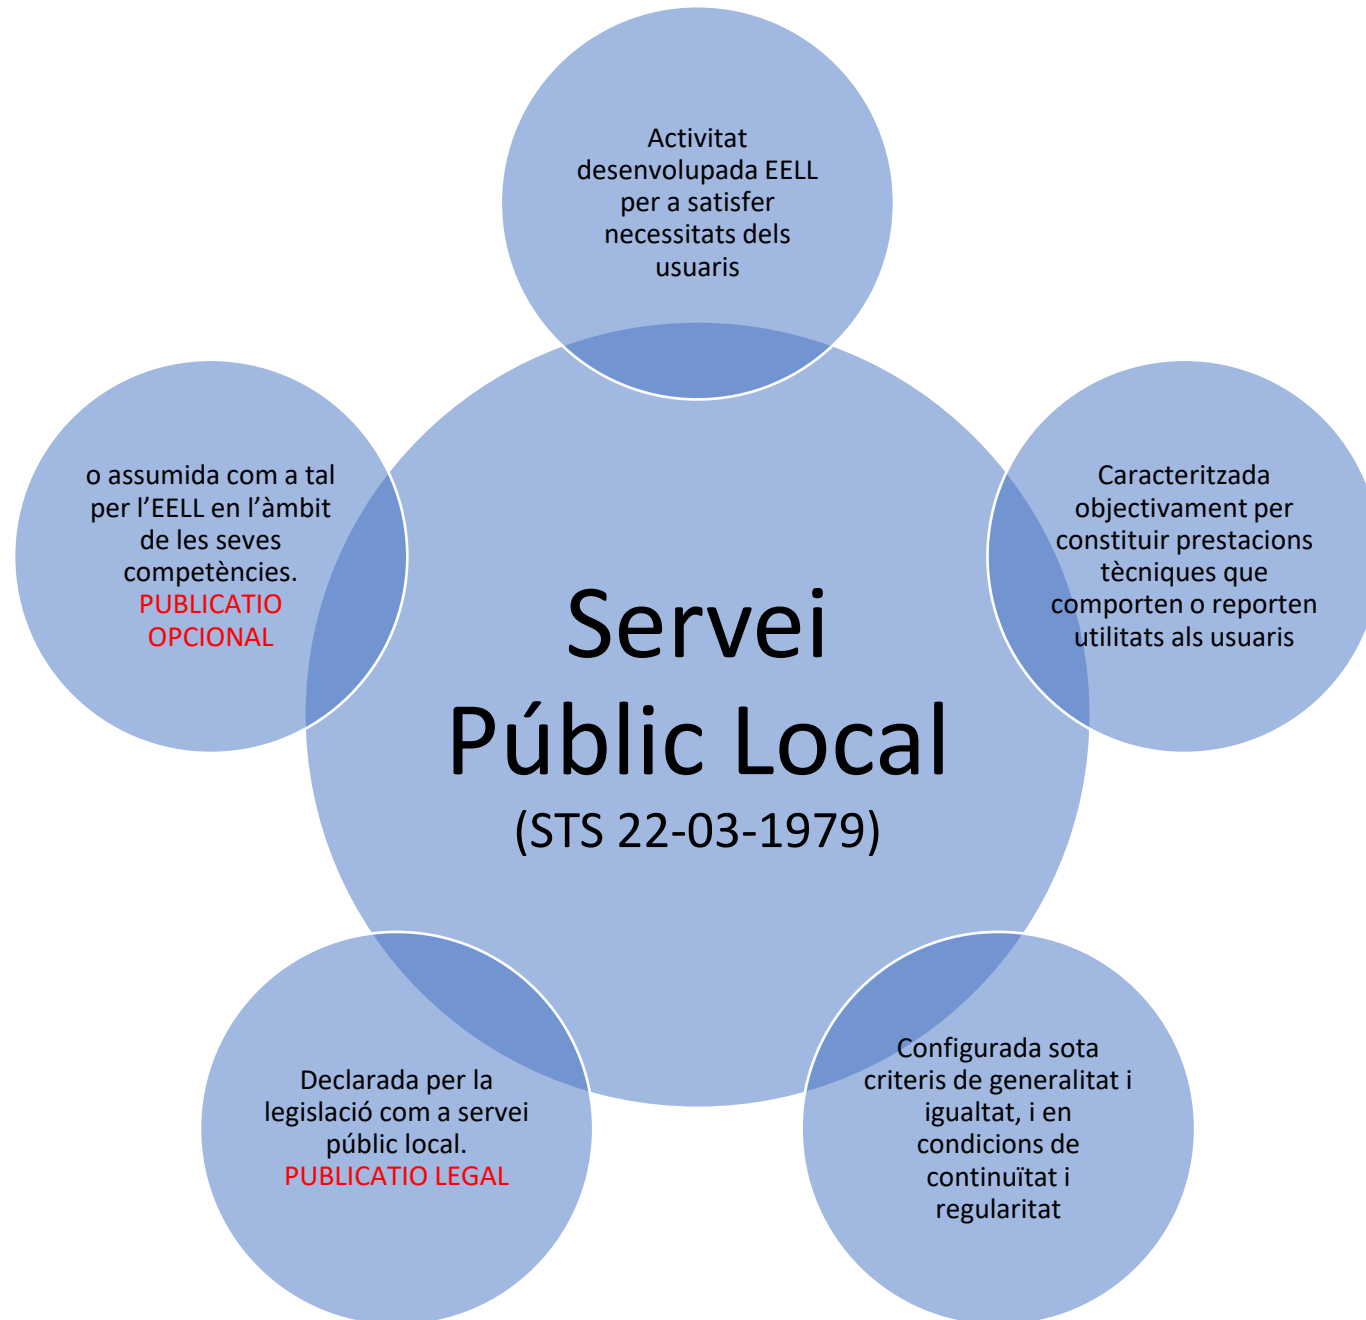 Activitat
desenvolupada EELL
per a satisfer
necessitats dels
usuaris
Caracteritzada
objectivament per
constituir prestacions
tècniques que
comporten o reporten
utilitats als usuaris
Configurada sota
criteris de generalitat i
igualtat, i en
condicions de
continuïtat i
regularitat
Declarada per la
legislació com a servei
públic local.
PUBLICATIO LEGAL
o assumida com a tal
per l’EELL en l’àmbit
de les seves
competències.
PUBLICATIO
OPCIONAL
Servei
Públic Local
(STS 22-03-1979)